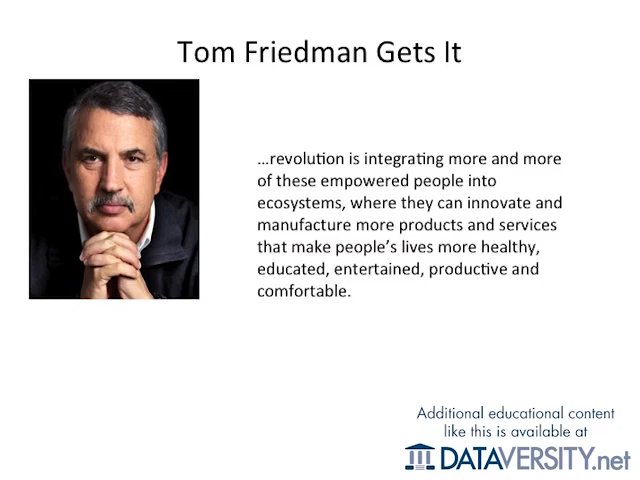 Tom Friedman Gets It
…revolution is integrating more and more
of these empowered people into
ecosystems, where they can innovate and
manufacture more products and services
that make people’s lives more healthy,
educated, entertained, productive and
comfortable.
Additional educational content
like this is available at
DATAVERSITY.net